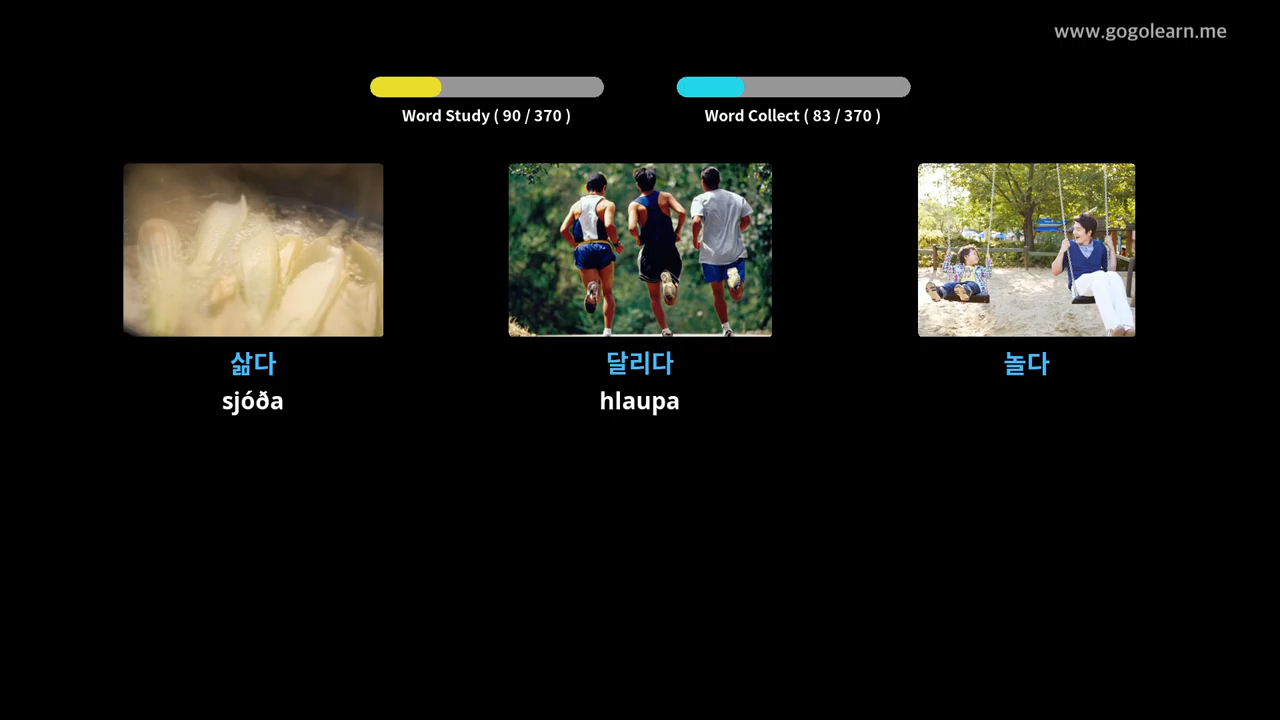 www.gogolearn.me
Word Study ( 90 / 370 )
Word Collect ( 83 / 370 )
삶다
달리다
놀다
sjóða
hlaupa